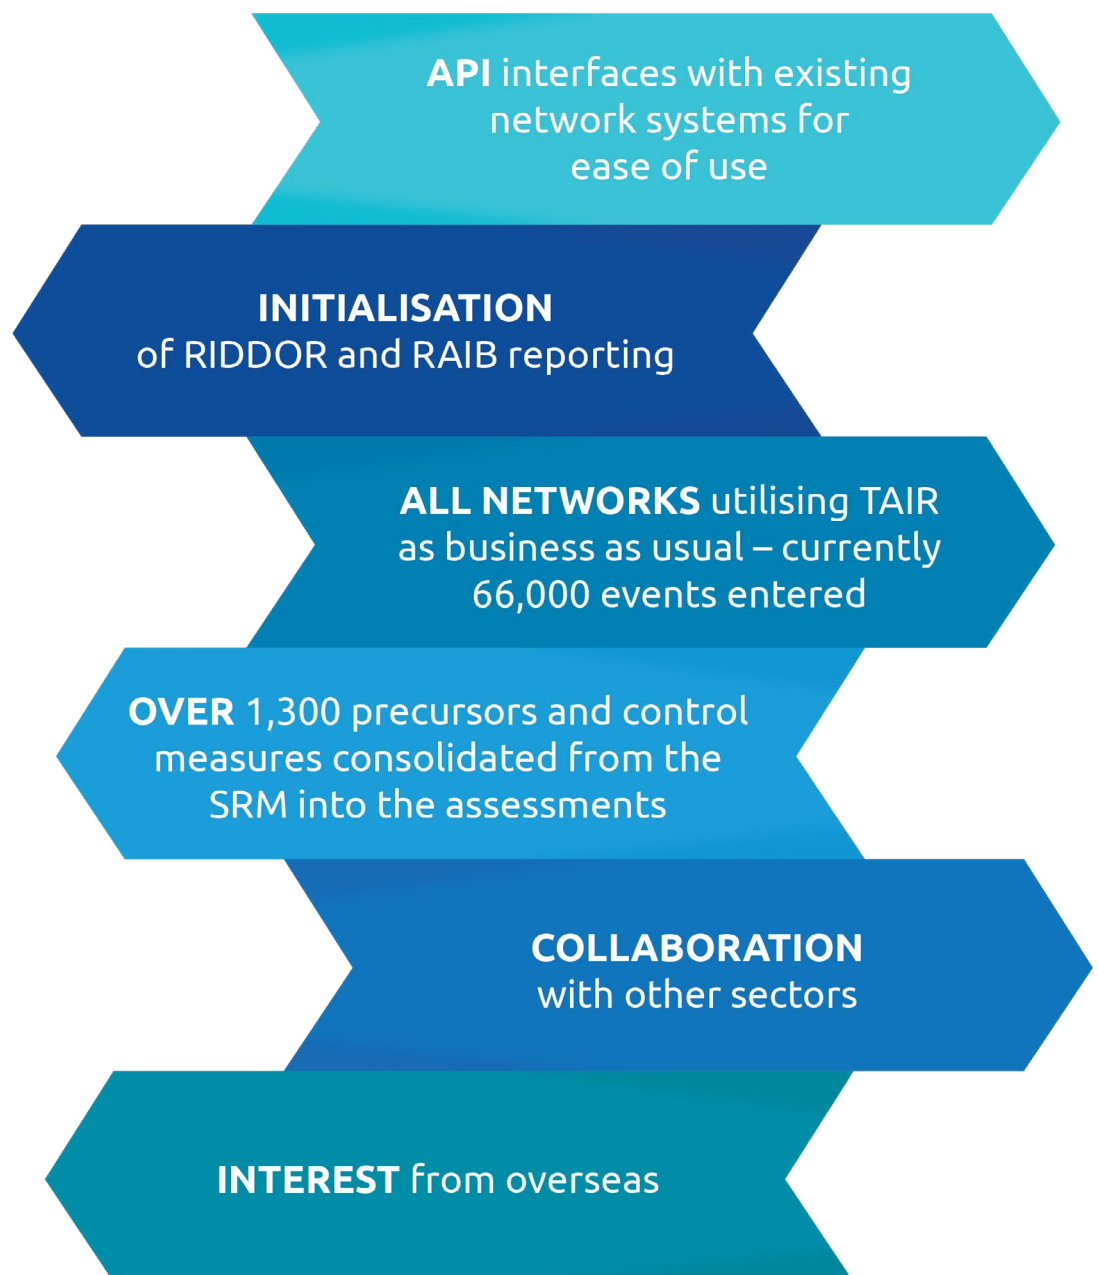 API interfaces with existing
network systems for
ease of use
INITIALISATION
of RIDDOR and RAIB reporting
ALL NETWORKS utilising TAIR
as business as usual – currently
66,000 events entered
OVER 1,300 precursors and control
measures consolidated from the
SRM into the assessments
COLLABORATION
with other sectors
INTEREST from overseas